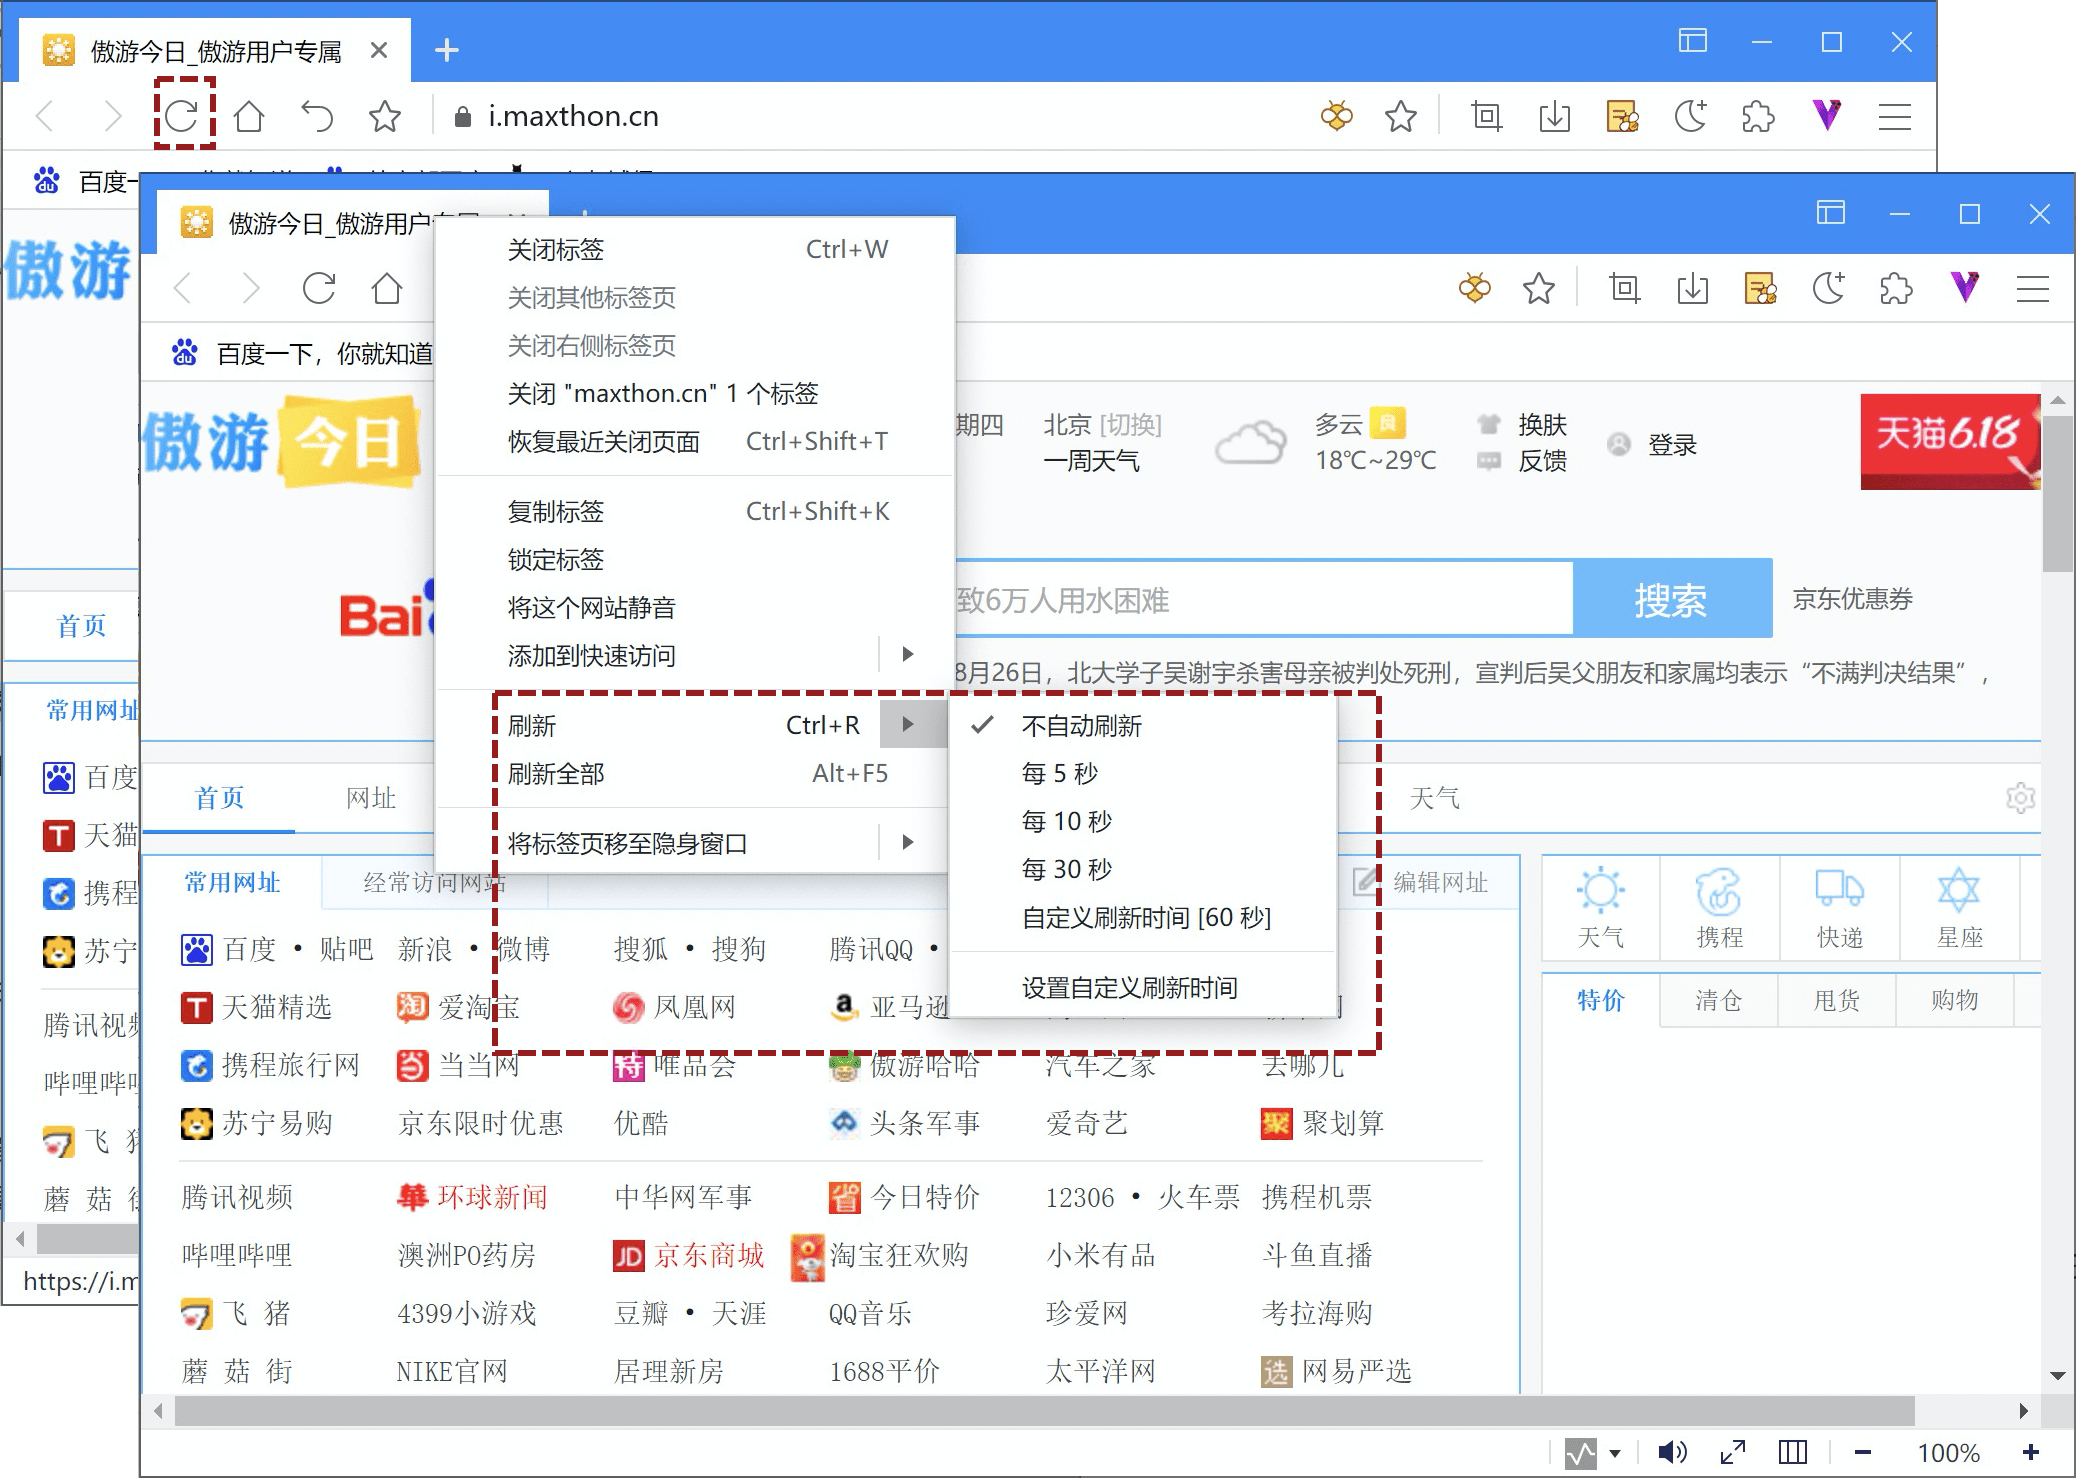 傲游今日_傲游用户专属
i.maxthon.cn
百度一
傲游
首页
常用网址
百度
天猫
携程
苏宁
腾讯视频
哔哩哔哩
飞
蘑 菇
https://i.m
傲游今日_傲游用户
百度一下，你就知道
关闭标签 Ctrl+W
关闭其他标签页
关闭右侧标签页
关闭 "maxthon.cn" 1 个标签
恢复最近关闭页面 Ctrl+Shift+T
复制标签 Ctrl+Shift+K
锁定标签
将这个网站静音
添加到快速访问
刷新 Ctrl+R
刷新全部 Alt+F5
将标签页移至隐身窗口
不自动刷新
每 5 秒
每 10 秒
每 30 秒
自定义刷新时间 [60 秒]
设置自定义刷新时间
傲游 今日
期四 北京 [切换] 多云 良 换肤 登录
一周天气 18℃~29℃ 反馈
天猫6.18
Bai
致6万人用水困难 搜索 京东优惠券
8月26日，北大学子吴谢宇杀害母亲被判处死刑，宣判后吴父朋友和家属均表示“不满判决结果”，
首页 网址 天气
常用网址 经常访问网站 编辑网址
百度 • 贴吧 新浪 • 微博 搜狐 • 搜狗 腾讯QQ •
天猫精选 爱淘宝 凤凰网 亚马逊
携程旅行网 当当网 唯品会 傲游哈哈 汽车之家 去哪儿
苏宁易购 京东限时优惠 优酷 头条军事 爱奇艺 聚划算
腾讯视频 環球新闻 中华网军事 今日特价 12306 • 火车票 携程机票
哔哩哔哩 澳洲PO药房 JD 京东商城 淘宝狂欢购 小米有品 斗鱼直播
飞 猪 4399小游戏 豆瓣 • 天涯 QQ音乐 珍爱网 考拉海购
蘑 菇 街 NIKE官网 居理新房 1688平价 太平洋网 网易严选
天气 携程 快递 星座
特价 清仓 甩货 购物
100%